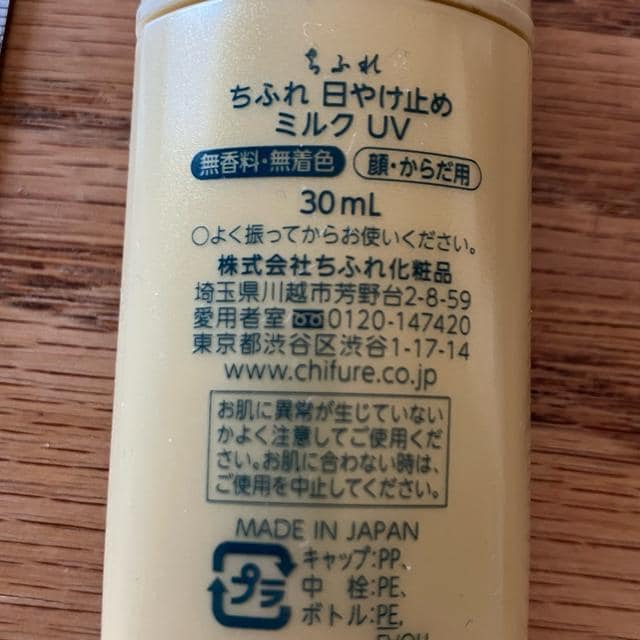 ちふれ
ちふれ 日やけ止め
ミルク UV
無香料・無着色 顔・からだ用
30mL
○よく振ってからお使いください。
株式会社ちふれ化粧品
埼玉県川越市芳野台2-8-59
愛用者室 0120-147420
東京都渋谷区渋谷1-17-14
www.chifure.co.jp
お肌に異常が生じていない
かよく注意してご使用くだ
さい。お肌に合わない時は、
ご使用を中止してください。
MADE IN JAPAN
プラ キャップ:PP、
中 栓:PE、
ボトル:PE、